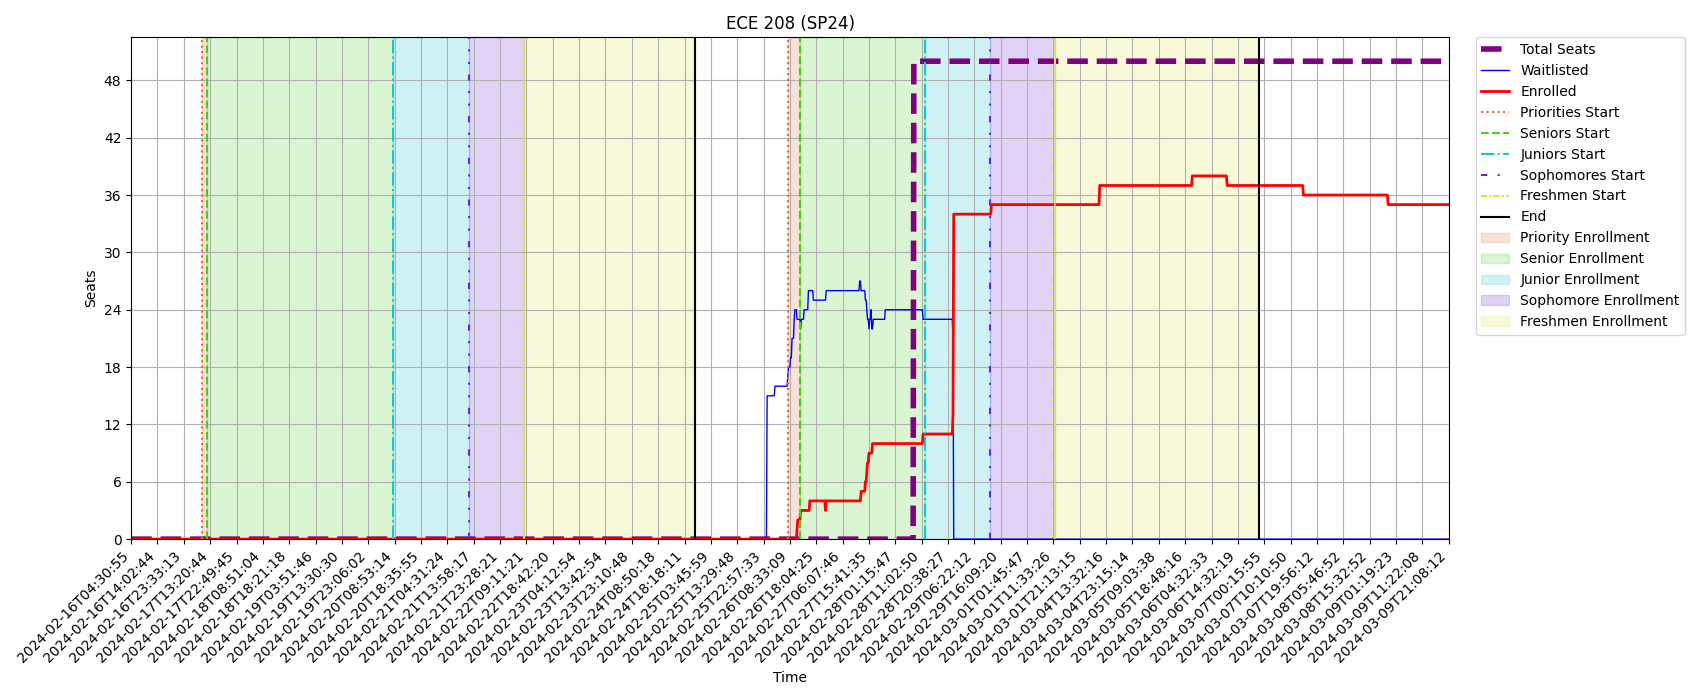 ECE 208 (SP24)
Total Seats
Waitlisted
Enrolled
Priorities Start
Seniors Start
Juniors Start
Sophomores Start
Freshmen Start
End
Priority Enrollment
Senior Enrollment
Junior Enrollment
Sophomore Enrollment
Freshmen Enrollment
Seats
48
42
36
30
24
18
12
6
0
2024-02-16T04:30:55
2024-02-16T14:02:44
2024-02-16T23:33:13
2024-02-17T13:20:44
2024-02-17T22:49:45
2024-02-18T08:51:04
2024-02-18T18:21:18
2024-02-19T03:51:46
2024-02-19T13:30:30
2024-02-19T23:06:02
2024-02-20T08:53:14
2024-02-20T18:35:55
2024-02-21T04:31:24
2024-02-21T13:58:17
2024-02-21T23:28:21
2024-02-22T09:11:21
2024-02-22T18:42:20
2024-02-23T04:12:54
2024-02-23T13:42:54
2024-02-23T23:10:48
2024-02-24T08:50:18
2024-02-24T18:18:11
2024-02-25T03:45:59
2024-02-25T13:29:48
2024-02-25T22:57:33
2024-02-26T08:33:09
2024-02-26T18:04:25
2024-02-27T06:07:46
2024-02-27T15:41:35
2024-02-28T01:15:47
2024-02-28T11:02:50
2024-02-28T20:38:27
2024-02-29T06:22:12
2024-02-29T16:09:20
2024-03-01T01:45:47
2024-03-01T11:33:26
2024-03-01T21:13:15
2024-03-04T18:32:16
2024-03-04T23:15:14
2024-03-05T09:03:38
2024-03-05T18:48:16
2024-03-06T04:32:33
2024-03-06T14:32:19
2024-03-07T00:15:55
2024-03-07T10:10:50
2024-03-07T19:56:12
2024-03-08T05:46:52
2024-03-08T15:32:52
2024-03-09T01:19:23
2024-03-09T11:22:08
2024-03-09T21:08:12
Time